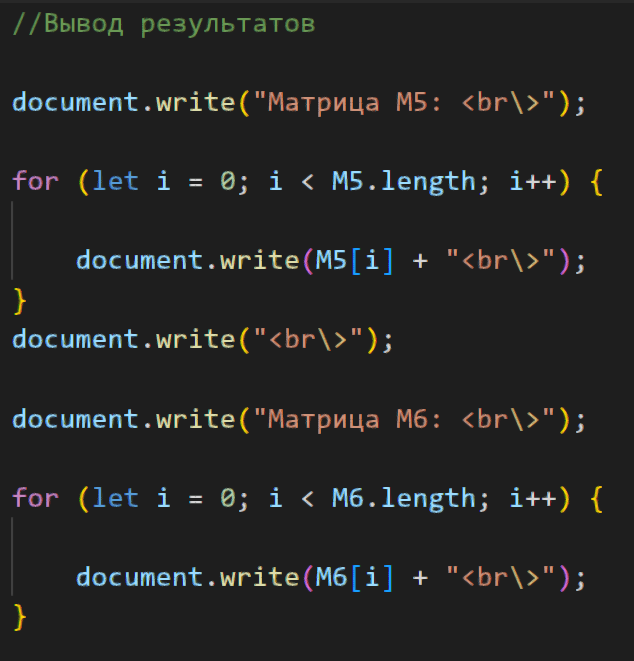 //Вывод результатов
document.write("Матрица M5: <br\>");
for (let i = 0; i < M5.length; i++) {
document.write(M5[i] + "<br\>");
}
document.write("<br\>");
document.write("Матрица M6: <br\>");
for (let i = 0; i < M6.length; i++) {
document.write(M6[i] + "<br\>");
}